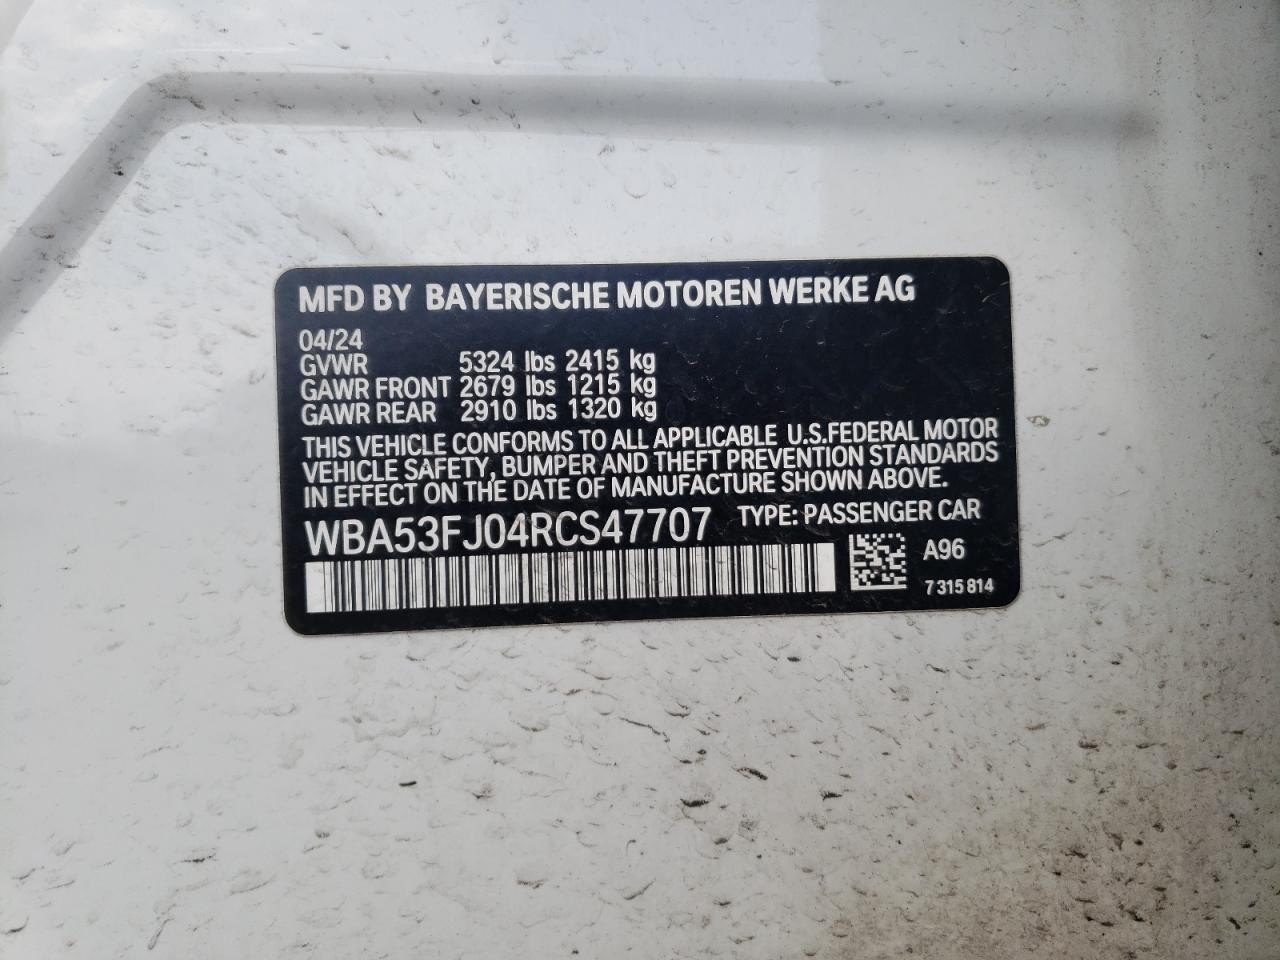 MFD BY BAYERISCHE MOTOREN WERKE AG
04/24
GVWR 5324 lbs 2415 kg
GAWR FRONT 2679 lbs 1215 kg
GAWR REAR 2910 lbs 1320 kg
THIS VEHICLE CONFORMS TO ALL APPLICABLE U.S.FEDERAL MOTOR
VEHICLE SAFETY, BUMPER AND THEFT PREVENTION STANDARDS
IN EFFECT ON THE DATE OF MANUFACTURE SHOWN ABOVE.
WBA53FJ04RCS47707 TYPE: PASSENGER CAR
A96
7 315 814